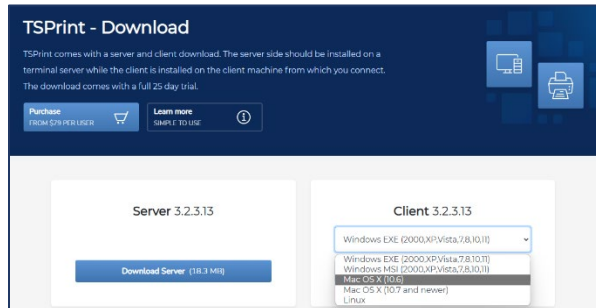 TSPrint - Download
TSPrint comes with a server and client download. The server side should be installed on a
terminal server while the client is installed on the client machine from which you connect.
The download comes with a full 25 day trial.
Purchase
FROM $79 PER USER
Learn more
SIMPLE TO USE
Server 3.2.3.13
Download Server (18.3 MB)
Client 3.2.3.13
Windows EXE (2000,XP,Vista,7,8,10,11)
Windows EXE (2000,XP,Vista,7,8,10,11)
Windows MSI (2000,XP,Vista,7,8,10,11)
Mac OS X (10.6)
Mac OS X (10.7 and newer)
Linux